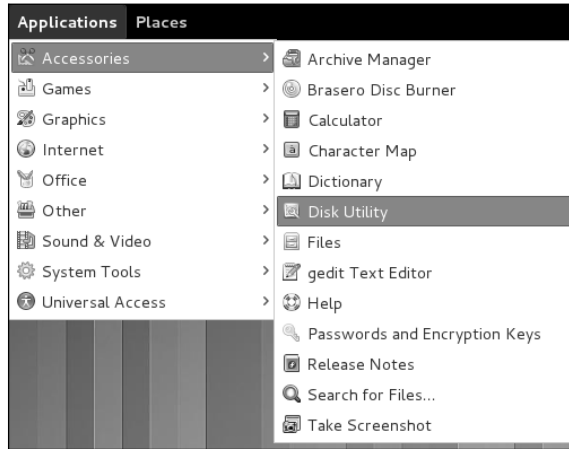 Applications Places
Accessories
Games
Graphics
Internet
Office
Other
Sound & Video
System Tools
Universal Access
Archive Manager
Brasero Disc Burner
Calculator
Character Map
Dictionary
Disk Utility
Files
gedit Text Editor
Help
Passwords and Encryption Keys
Release Notes
Search for Files...
Take Screenshot